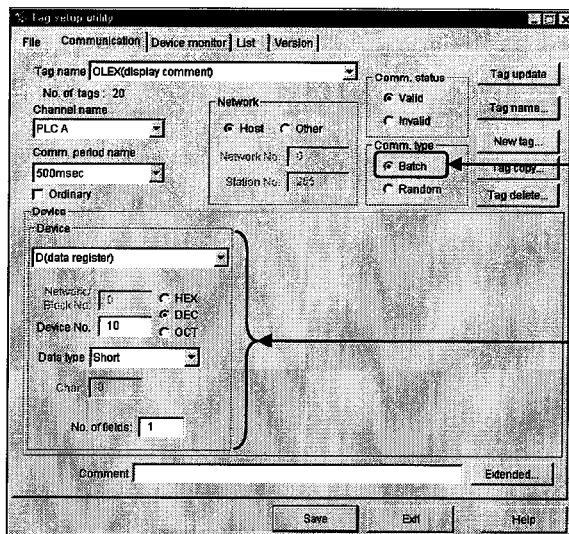 Tag setup utility
File Communication Device monitor List Version
Tag name OLEX(display comment)
No. of tags : 20
Channel name
PLC A
Comm. period name
500msec
Ordinary
Network
Host Other
Network No. 0
Station No. 255
Comm. status
Valid
Invalid
Comm. type
Batch
Random
Tag update
Tag name...
New tag...
Tag copy...
Tag delete...
Device
Device
D(data register)
Network/
Block No. 0
Device No. 10
HEX
DEC
OCT
Data type Short
Char.
No. of fields: 1
Comment
Extended...
Save Exit Help